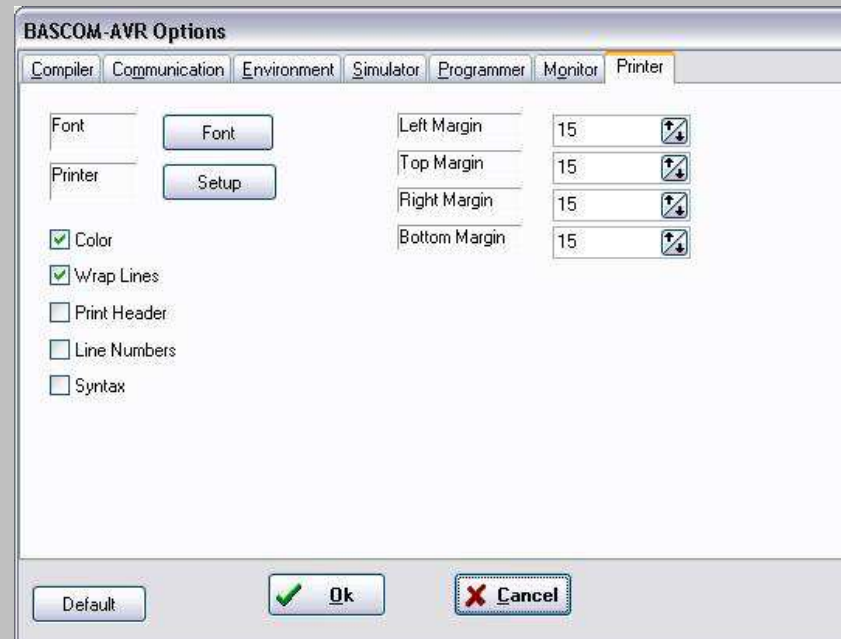 BASCOM-AVR Options
Compiler Communication Environment Simulator Programmer Monitor Printer
Font Font
Printer Setup
Color
Wrap Lines
Print Header
Line Numbers
Syntax
Left Margin 15
Top Margin 15
Right Margin 15
Bottom Margin 15
Default Ok Cancel